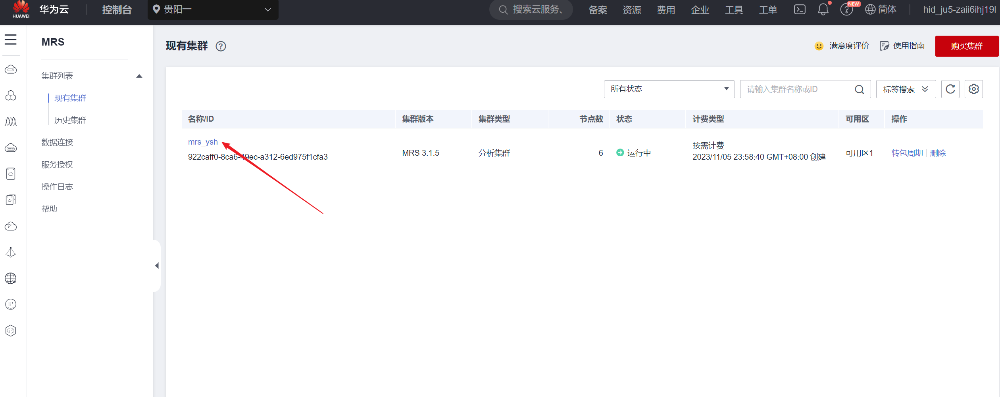 HUAWEI
华为云
控制台
贵阳一
搜索云服务、
备案
资源
费用
企业
工具
工单
NEW
简体
hid_ju5-zaii6ihj19l
MRS
集群列表
现有集群
历史集群
数据连接
服务授权
操作日志
帮助
W
IP
现有集群
满意度评价
使用指南
购买集群
所有状态
请输入集群名称或ID
标签搜索
名称/ID 集群版本 集群类型 节点数 状态 计费类型 可用区 操作
mrs_ysh
922caff0-8ca6-49ec-a312-6ed975f1cfa3
MRS 3.1.5
分析集群
6
运行中
按需计费
2023/11/05 23:58:40 GMT+08:00 创建
可用区1
转包周期 删除